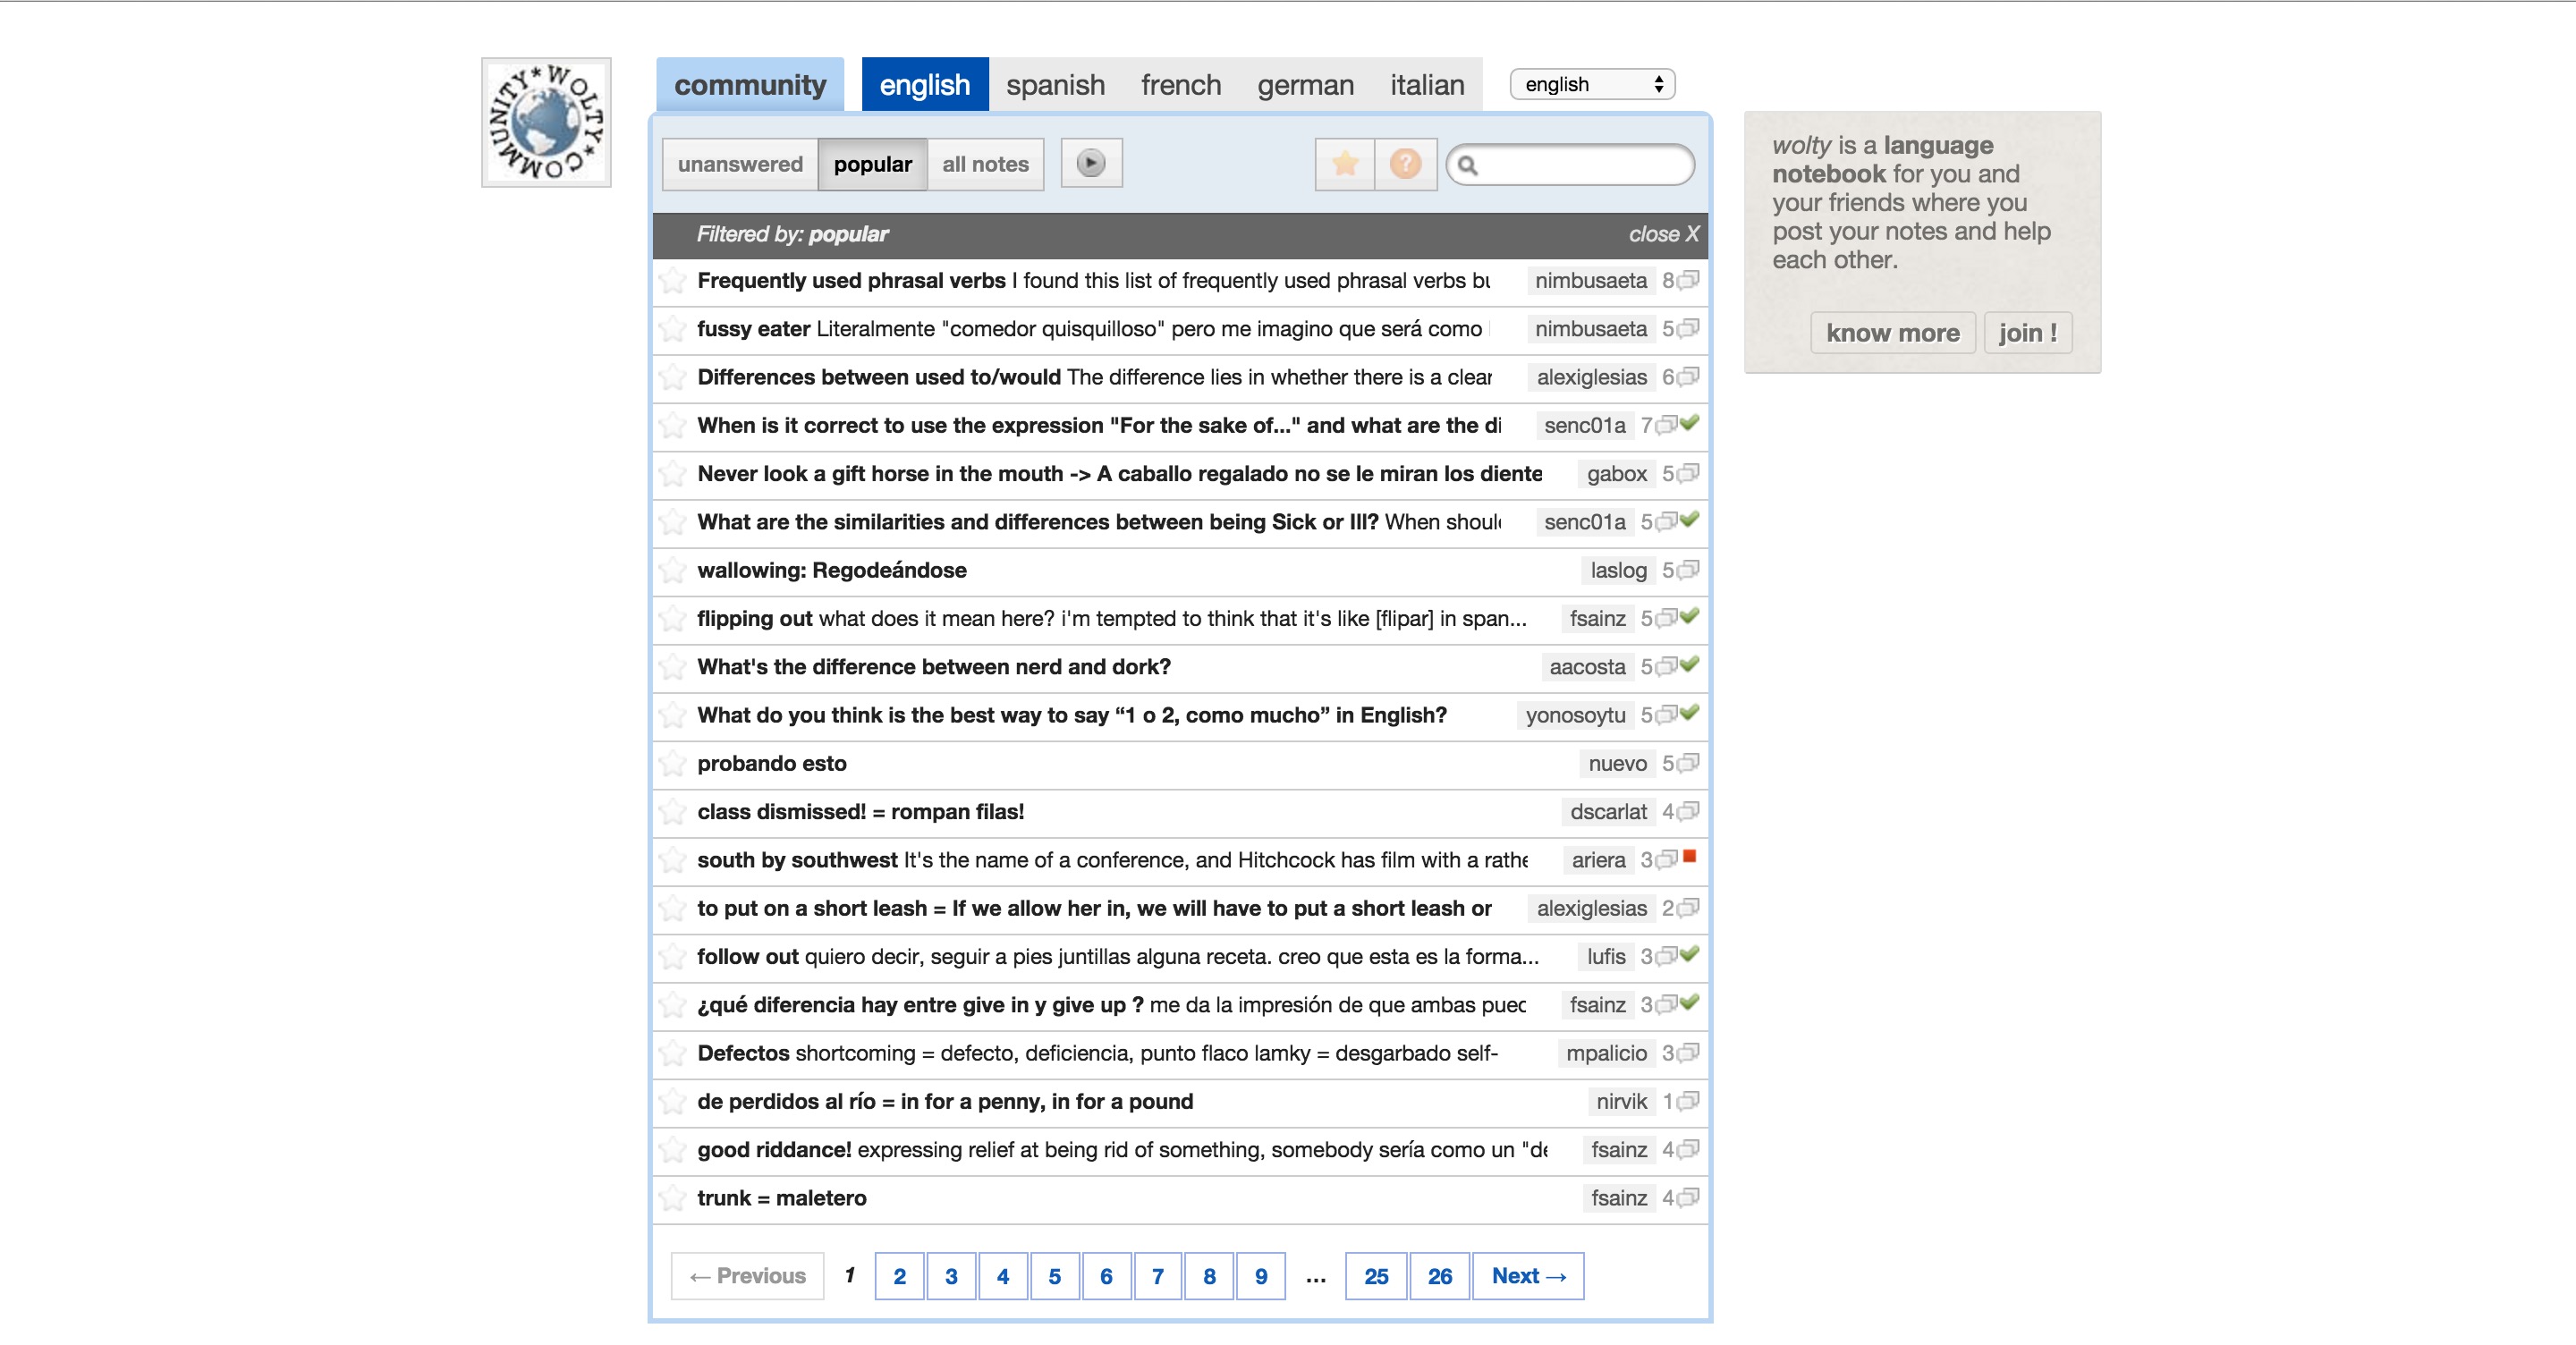 COMMUNITY*WOLTY*
community
english
spanish
french
german
italian
english
unanswered
popular
all notes
Filtered by: popular
close X
Frequently used phrasal verbs I found this list of frequently used phrasal verbs bu
nimbusaeta 8
fussy eater Literalmente "comedor quisquilloso" pero me imagino que será como
nimbusaeta 5
Differences between used to/would The difference lies in whether there is a clear
alexiglesias 6
When is it correct to use the expression "For the sake of..." and what are the di
senc01a 7
Never look a gift horse in the mouth -> A caballo regalado no se le miran los diente
gabox 5
What are the similarities and differences between being Sick or Ill? When should
senc01a 5
wallowing: Regodeándose
laslog 5
flipping out what does it mean here? i'm tempted to think that it's like [flipar] in span...
fsainz 5
What's the difference between nerd and dork?
aacosta 5
What do you think is the best way to say “1 o 2, como mucho” in English?
yonosoytu 5
probando esto
nuevo 5
class dismissed! = rompan filas!
dscarlat 4
south by southwest It's the name of a conference, and Hitchcock has film with a rathe
ariera 3
to put on a short leash = If we allow her in, we will have to put a short leash or
alexiglesias 2
follow out quiero decir, seguir a pies juntillas alguna receta. creo que esta es la forma...
lufis 3
¿qué diferencia hay entre give in y give up ? me da la impresión de que ambas pued
fsainz 3
Defectos shortcoming = defecto, deficiencia, punto flaco lamky = desgarbado self-
mpalicio 3
de perdidos al río = in for a penny, in for a pound
nirvik 1
good riddance! expressing relief at being rid of something, somebody sería como un "de
fsainz 4
trunk = maletero
fsainz 4
← Previous 1 2 3 4 5 6 7 8 9 ... 25 26 Next →
wolty is a language
notebook for you and
your friends where you
post your notes and help
each other.
know more
join !